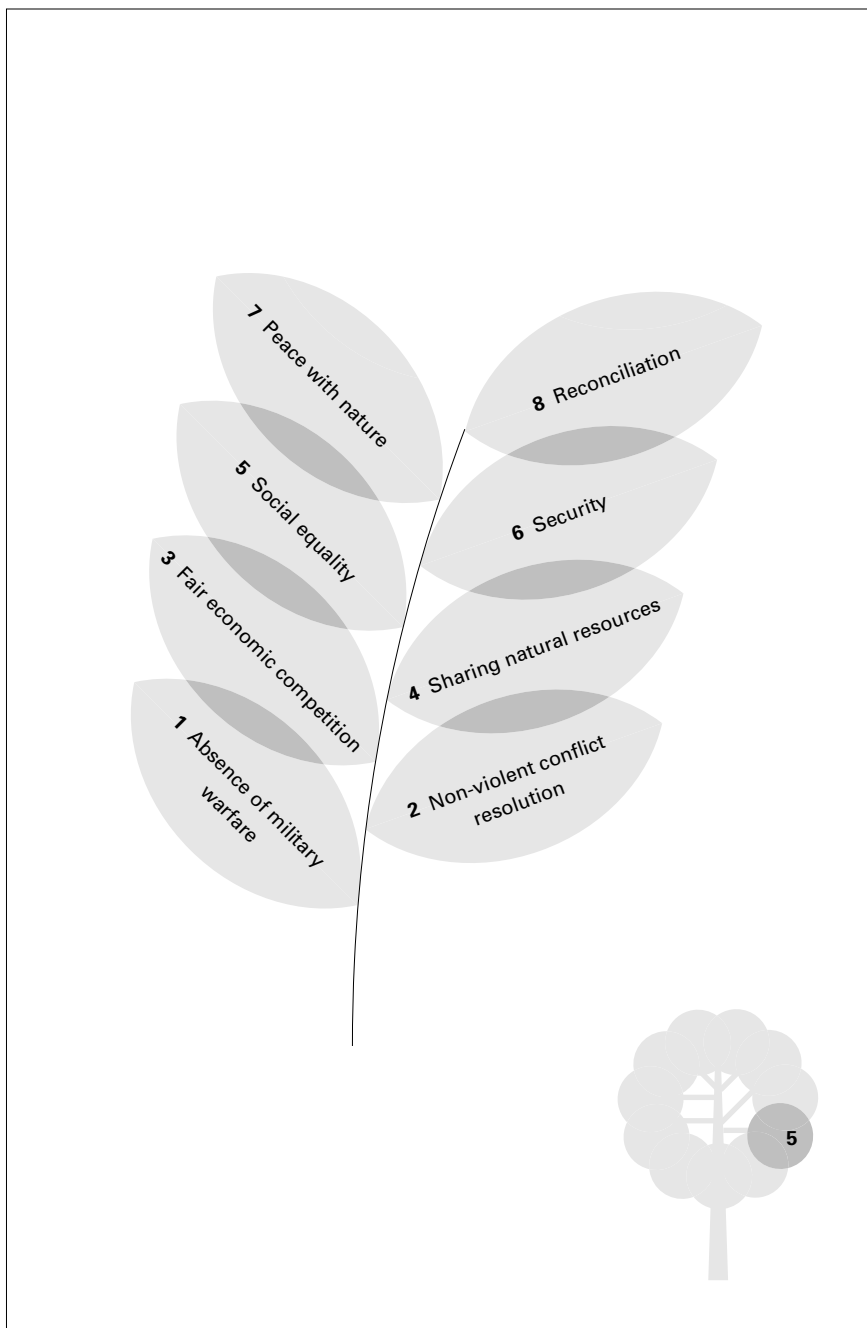 7 Peace with nature
8 Reconciliation
5 Social equality
6 Security
3 Fair economic competition
4 Sharing natural resources
1 Absence of military
warfare
2 Non-violent conflict
resolution
5